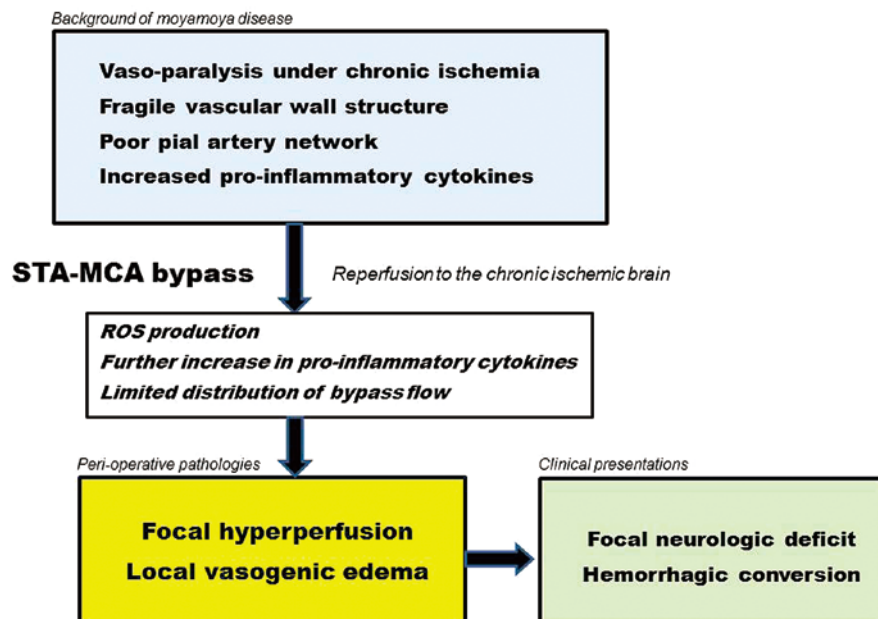 Background of moyamoya disease
Vaso-paralysis under chronic ischemia
Fragile vascular wall structure
Poor pial artery network
Increased pro-inflammatory cytokines
STA-MCA bypass
Reperfusion to the chronic ischemic brain
ROS production
Further increase in pro-inflammatory cytokines
Limited distribution of bypass flow
Peri-operative pathologies
Focal hyperperfusion
Local vasogenic edema
Clinical presentations
Focal neurologic deficit
Hemorrhagic conversion